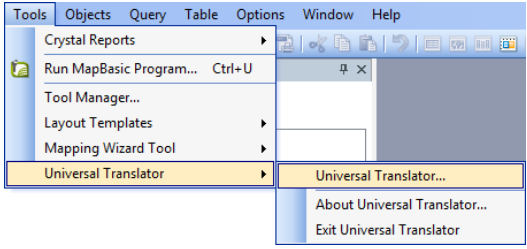 Tools Objects Query Table Options Window Help
Crystal Reports
Run MapBasic Program... Ctrl+U
Tool Manager...
Layout Templates
Mapping Wizard Tool
Universal Translator
Universal Translator...
About Universal Translator...
Exit Universal Translator